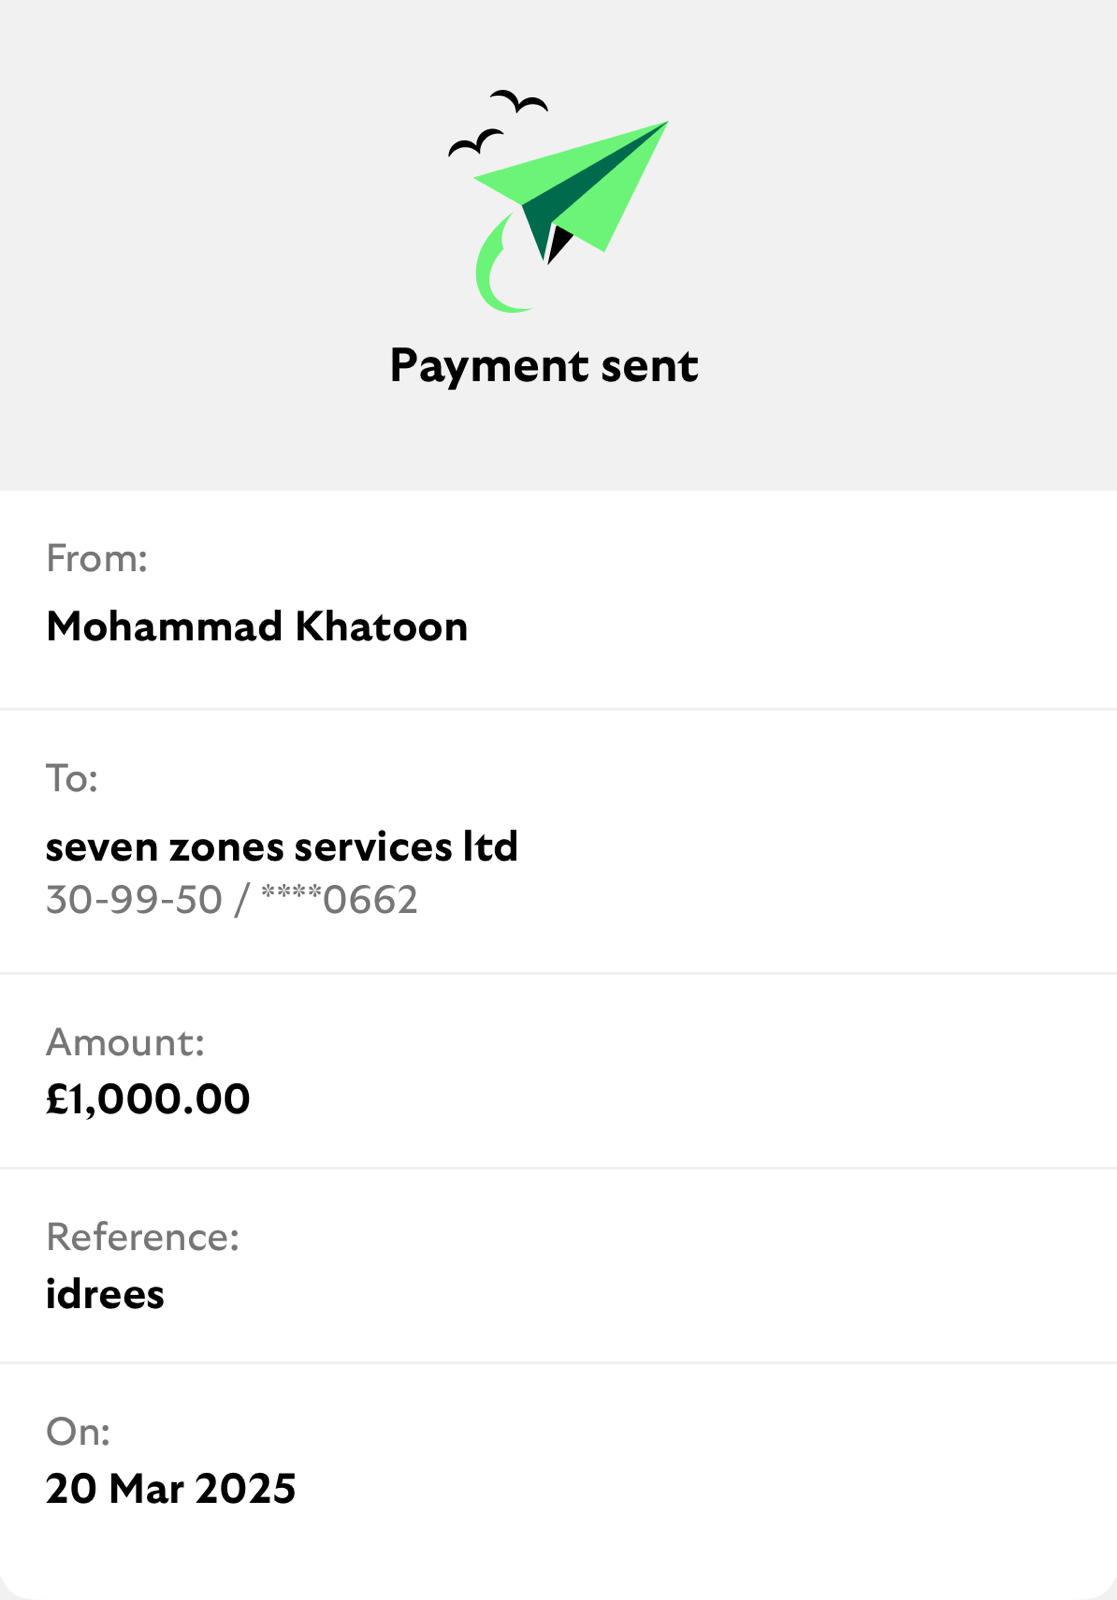 Payment sent
From:
Mohammad Khatoon
To:
seven zones services ltd
30-99-50 / ****0662
Amount:
£1,000.00
Reference:
idrees
On:
20 Mar 2025